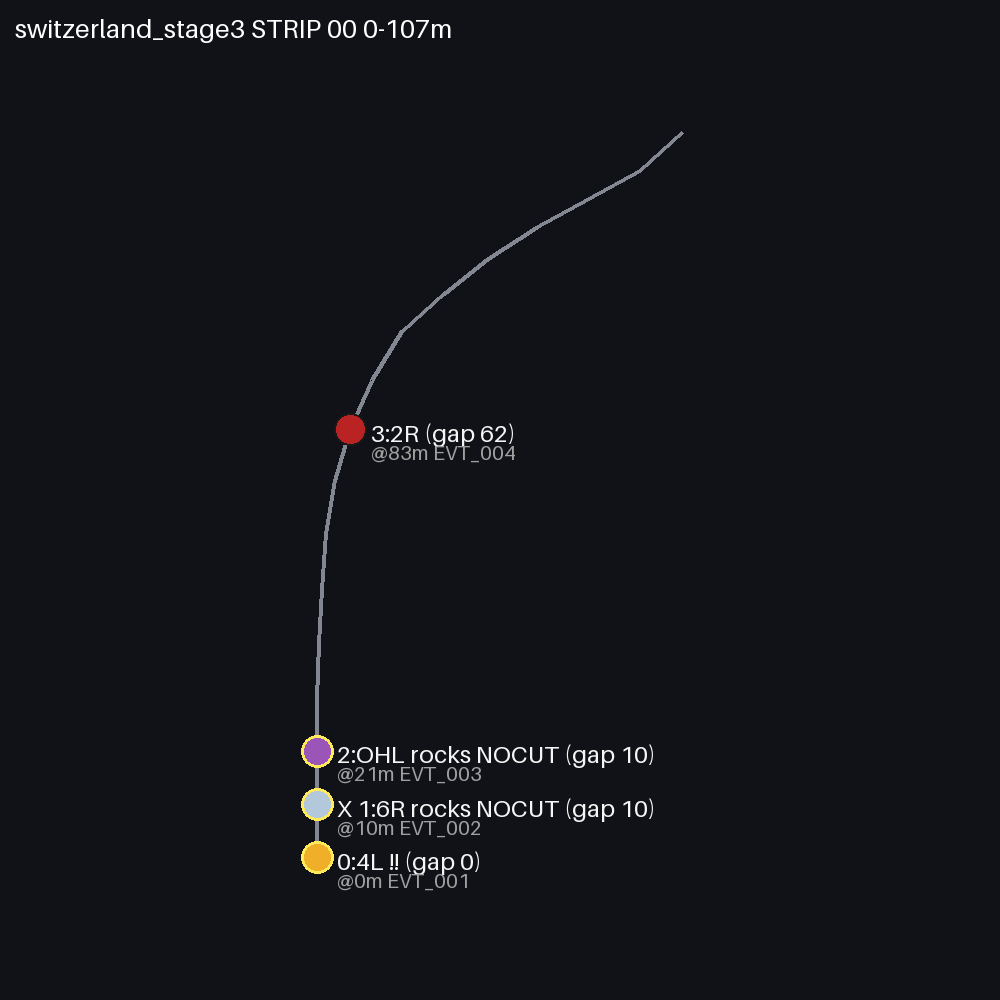 switzerland_stage3 STRIP 00 0-107m
3:2R (gap 62)
@83m EVT_004
2:OHL rocks NOCUT (gap 10)
@21m EVT_003
X 1:6R rocks NOCUT (gap 10)
@10m EVT_002
0:4L !! (gap 0)
@0m EVT_001